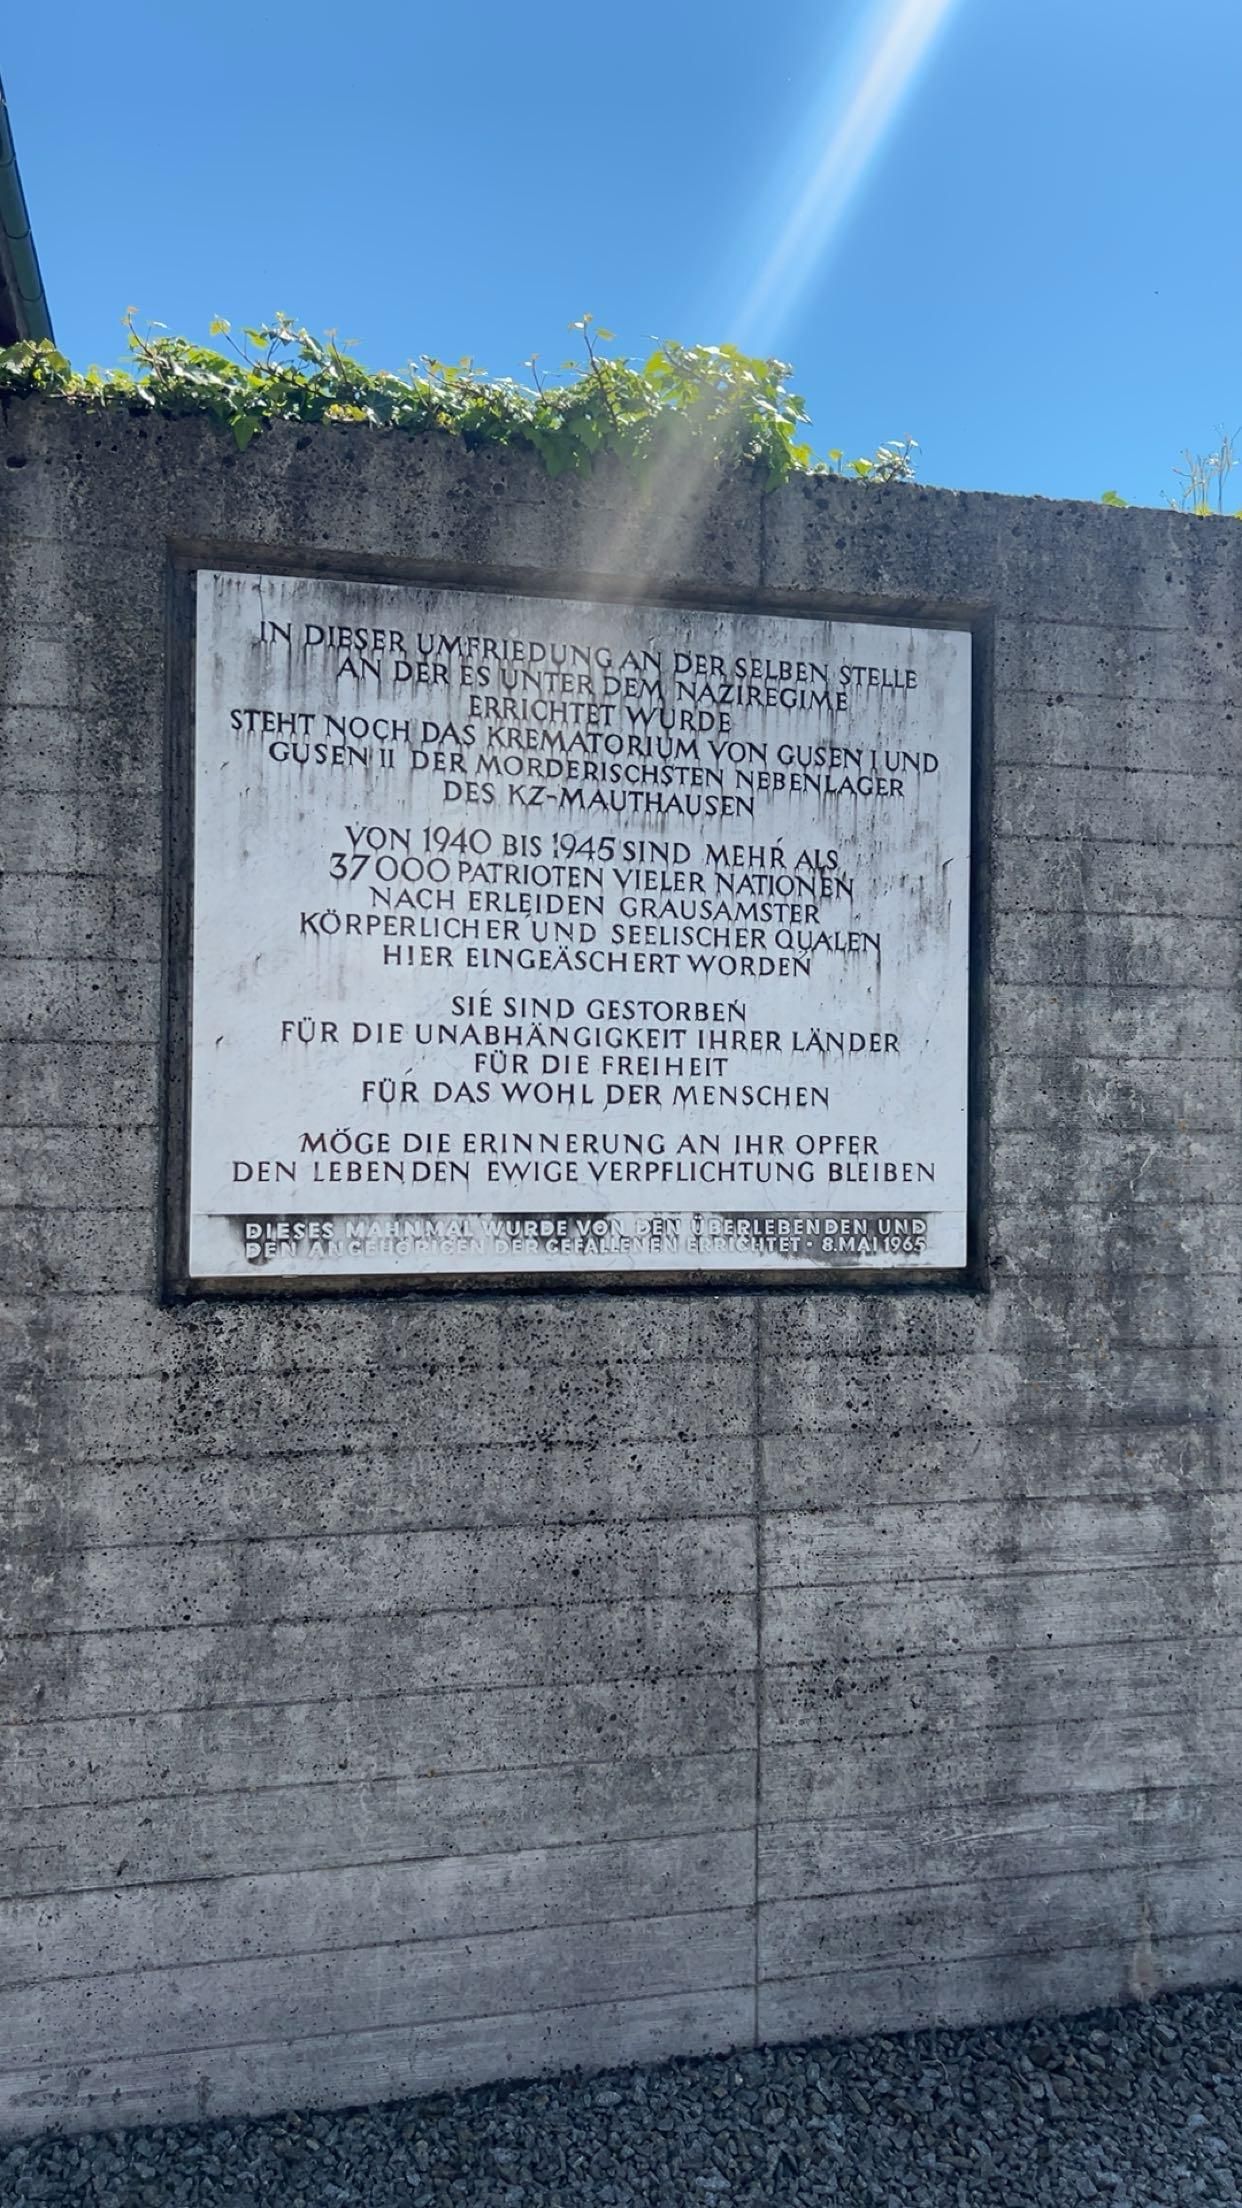 IN DIESER UMFRIEDUNG AN DER SELBEN STELLE
AN DER ES UNTER DEM NAZIREGIME
ERRICHTET WURDE
STEHT NOCH DAS KREMATORIUM VON GUSEN I UND
GUSEN II DER MÖRDERISCHSTEN NEBENLAGER
DES KZ-MAUTHAUSEN
VON 1940 BIS 1945 SIND MEHR ALS
37000 PATRIOTEN VIELER NATIONEN
NACH ERLEIDEN GRAUSAMSTER
KÖRPERLICHER UND SEELISCHER QUALEN
HIER EINGEÄSCHERT WORDEN
SIE SIND GESTORBEN
FÜR DIE UNABHÄNGIGKEIT IHRER LÄNDER
FÜR DIE FREIHEIT
FÜR DAS WOHL DER MENSCHEN
MÖGE DIE ERINNERUNG AN IHR OPFER
DEN LEBENDEN EWIGE VERPFLICHTUNG BLEIBEN
DIESES MAHNMAL WURDE VON DEN ÜBERLEBENDEN UND
DEN ANGEHÖRIGEN DER GEFALLENEN ERRICHTET · 8.MAI 1965